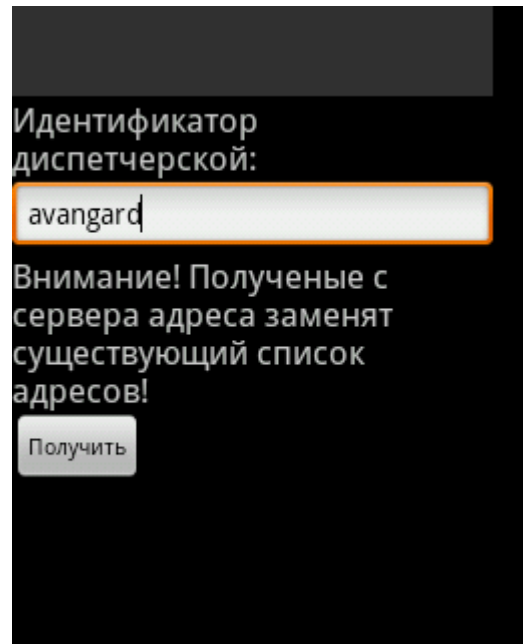 Идентификатор
диспетчерской:
avangard
Внимание! Полученые с
сервера адреса заменят
существующий список
адресов!
Получить